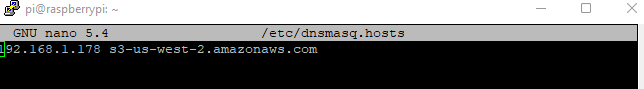 pi@raspberrypi: ~
GNU nano 5.4 /etc/dnsmasq.hosts
192.168.1.178 s3-us-west-2.amazonaws.com